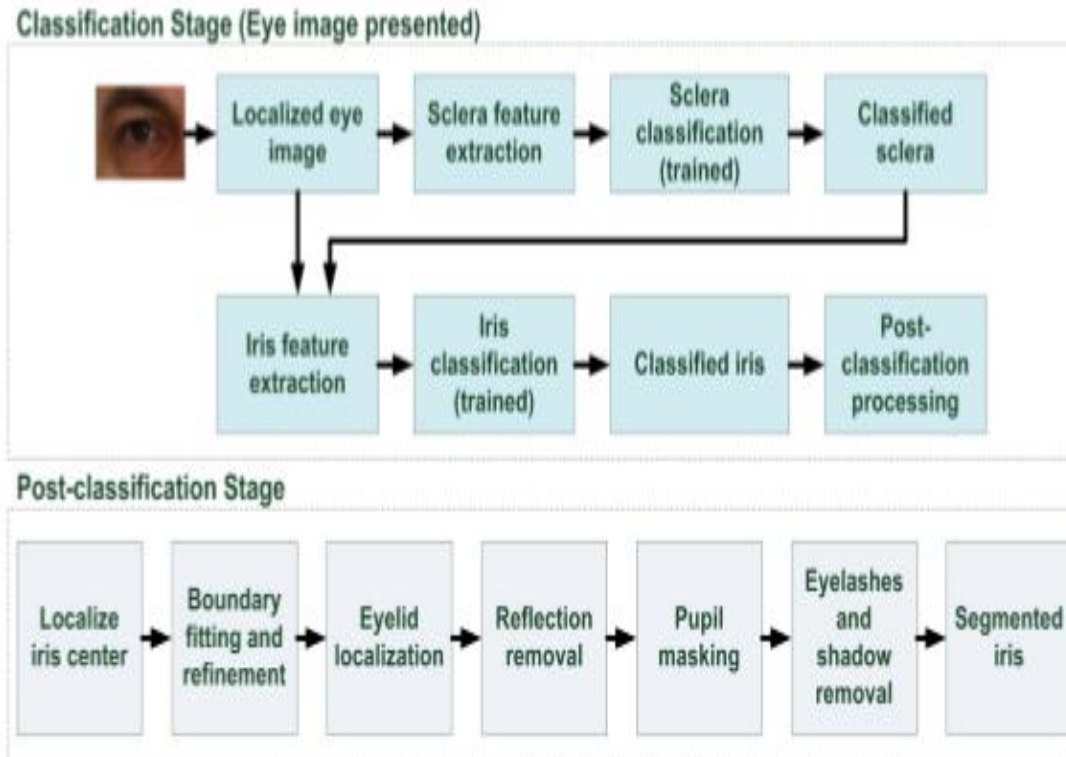 Classification Stage (Eye image presented)
Localized eye
image
Sclera feature
extraction
Sclera
classification
(trained)
Classified
sclera
Iris feature
extraction
Iris
classification
(trained)
Classified iris
Post-
classification
processing
Post-classification Stage
Localize
iris center
Boundary
fitting and
refinement
Eyelid
localization
Reflection
removal
Pupil
masking
Eyelashes
and
shadow
removal
Segmented
iris